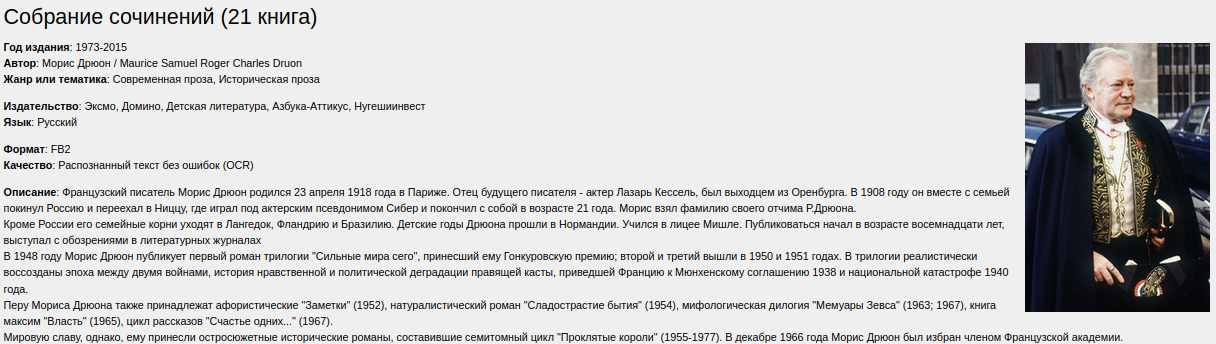 Собрание сочинений (21 книга)
Год издания: 1973-2015
Автор: Морис Дрюон / Maurice Samuel Roger Charles Druon
Жанр или тематика: Современная проза, Историческая проза
Издательство: Эксмо, Домино, Детская литература, Азбука-Аттикус, Нугешиинвест
Язык: Русский
Формат: FB2
Качество: Распознанный текст без ошибок (OCR)
Описание: Французский писатель Морис Дрюон родился 23 апреля 1918 года в Париже. Отец будущего писателя - актер Лазарь Кессель, был выходцем из Оренбурга. В 1908 году он вместе с семьей
покинул Россию и переехал в Ниццу, где играл под актерским псевдонимом Сибер и покончил с собой в возрасте 21 года. Морис взял фамилию своего отчима Р.Дрюона.
Кроме России его семейные корни уходят в Лангедок, Фландрию и Бразилию. Детские годы Дрюона прошли в Нормандии. Учился в лицее Мишле. Публиковаться начал в возрасте восемнадцати лет,
выступал с обозрениями в литературных журналах
В 1948 году Морис Дрюон публикует первый роман трилогии "Сильные мира сего", принесший ему Гонкуровскую премию; второй и третий вышли в 1950 и 1951 годах. В трилогии реалистически
воссозданы эпоха между двумя войнами, история нравственной и политической деградации правящей касты, приведшей Францию к Мюнхенскому соглашению 1938 и национальной катастрофе 1940
года.
Перу Мориса Дрюона также принадлежат афористические "Заметки" (1952), натуралистический роман "Сладострастие бытия" (1954), мифологическая дилогия "Мемуары Зевса" (1963; 1967), книга
максим "Власть" (1965), цикл рассказов "Счастье одних..." (1967).
Мировую славу, однако, ему принесли остросюжетные исторические романы, составившие семитомный цикл "Проклятые короли" (1955-1977). В декабре 1966 года Морис Дрюон был избран членом Французской академии.